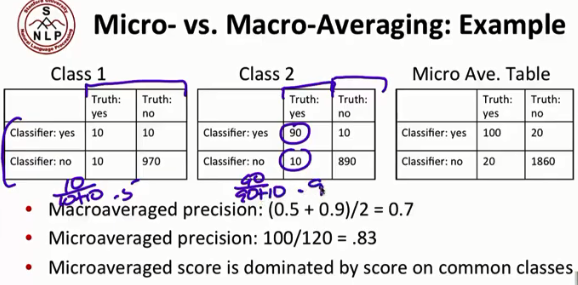 Stanford University
S
NLP
Natural Language Processing
Micro- vs. Macro-Averaging: Example
Class 1
Truth: yes Truth: no
Classifier: yes 10 10
Classifier: no 10 970
10
10+10 .5
Class 2
Truth: yes Truth: no
Classifier: yes 90 10
Classifier: no 10 890
90
90+10 .9
Micro Ave. Table
Truth: yes Truth: no
Classifier: yes 100 20
Classifier: no 20 1860
• Macroaveraged precision: (0.5 + 0.9)/2 = 0.7
• Microaveraged precision: 100/120 = .83
• Microaveraged score is dominated by score on common classes